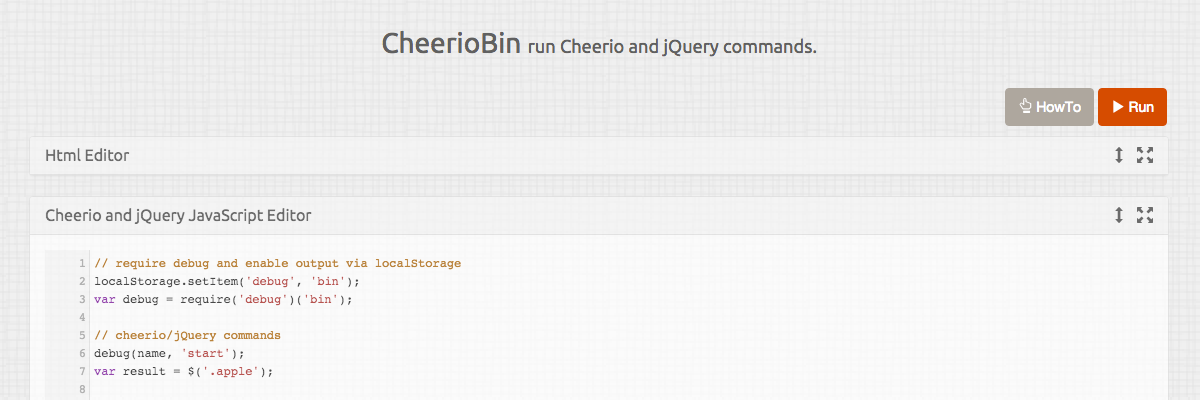 CheerioBin run Cheerio and jQuery commands.
HowTo
Run
Html Editor
Cheerio and jQuery JavaScript Editor
1 // require debug and enable output via localStorage
2 localStorage.setItem('debug', 'bin');
3 var debug = require('debug')('bin');
4
5 // cheerio/jQuery commands
6 debug(name, 'start');
7 var result = $('.apple');
8